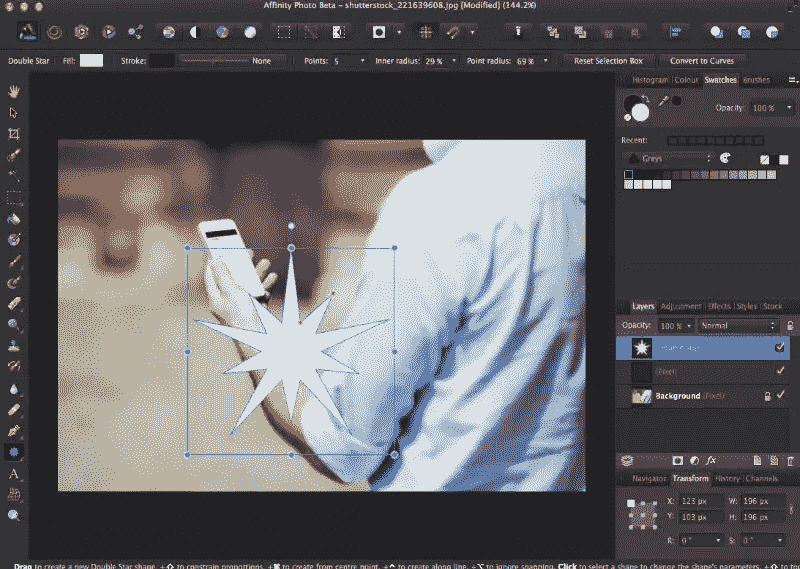 Affinity Photo Beta – shutterstock_221639608.jpg [Modified] (144.2%)
Double Star Fill: Stroke: None Points: 5 Inner radius: 29 % Point radius: 69 % Reset Selection Box Convert to Curves
Histogram Colour Swatches Brushes
Opacity: 100 %
Recent:
Greys
Layers Adjustment Effects Styles Stock
Opacity: 100 % Normal
(Pixel)
Background (Pixel)
fx
Navigator Transform History Channels
X: 123 px W: 196 px
Y: 103 px H: 196 px
R: 0 ° S: 0 °
Drag to create a new Double Star shape. +⇧ to constrain proportions. +⌘ to create from centre point. +^ to create along line. +⌥ to ignore snapping. Click to select a shape to change the shape's parameters. +⇧ to